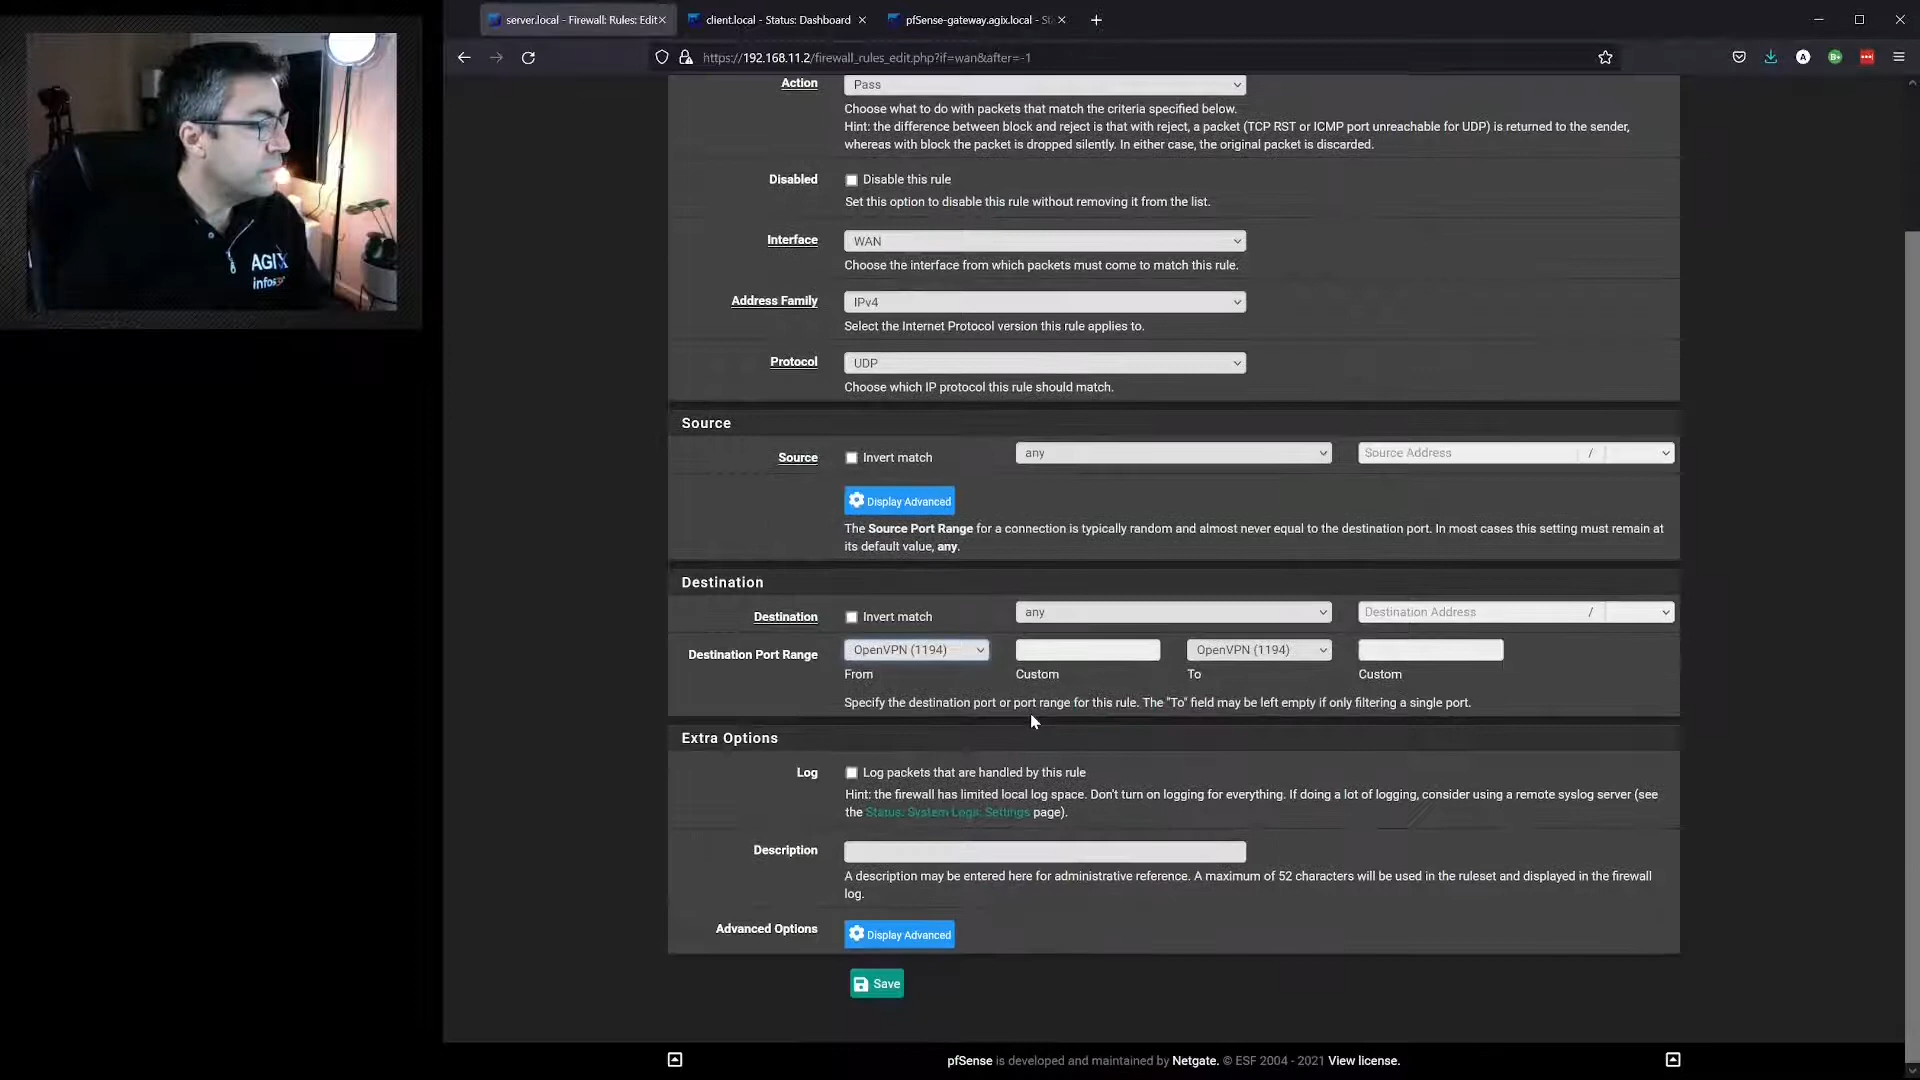 server.local - Firewall: Rules: Edit
client.local - Status: Dashboard
pfSense-gateway.agix.local - St
https://192.168.11.2/firewall_rules_edit.php?if=wan&after=-1
Action
Pass
Choose what to do with packets that match the criteria specified below.
Hint: the difference between block and reject is that with reject, a packet (TCP RST or ICMP port unreachable for UDP) is returned to the sender,
whereas with block the packet is dropped silently. In either case, the original packet is discarded.
Disabled
Disable this rule
Set this option to disable this rule without removing it from the list.
Interface
WAN
Choose the interface from which packets must come to match this rule.
Address Family
IPv4
Select the Internet Protocol version this rule applies to.
Protocol
UDP
Choose which IP protocol this rule should match.
Source
Source
Invert match
any
Source Address /
Display Advanced
The Source Port Range for a connection is typically random and almost never equal to the destination port. In most cases this setting must remain at
its default value, any.
Destination
Destination
Invert match
any
Destination Address /
Destination Port Range
OpenVPN (1194)
OpenVPN (1194)
From
Custom
To
Custom
Specify the destination port or port range for this rule. The "To" field may be left empty if only filtering a single port.
Extra Options
Log
Log packets that are handled by this rule
Hint: the firewall has limited local log space. Don't turn on logging for everything. If doing a lot of logging, consider using a remote syslog server (see
the Status: System Logs: Settings page).
Description
A description may be entered here for administrative reference. A maximum of 52 characters will be used in the ruleset and displayed in the firewall
log.
Advanced Options
Display Advanced
Save
pfSense is developed and maintained by Netgate. © ESF 2004 - 2021 View license.
AGIX